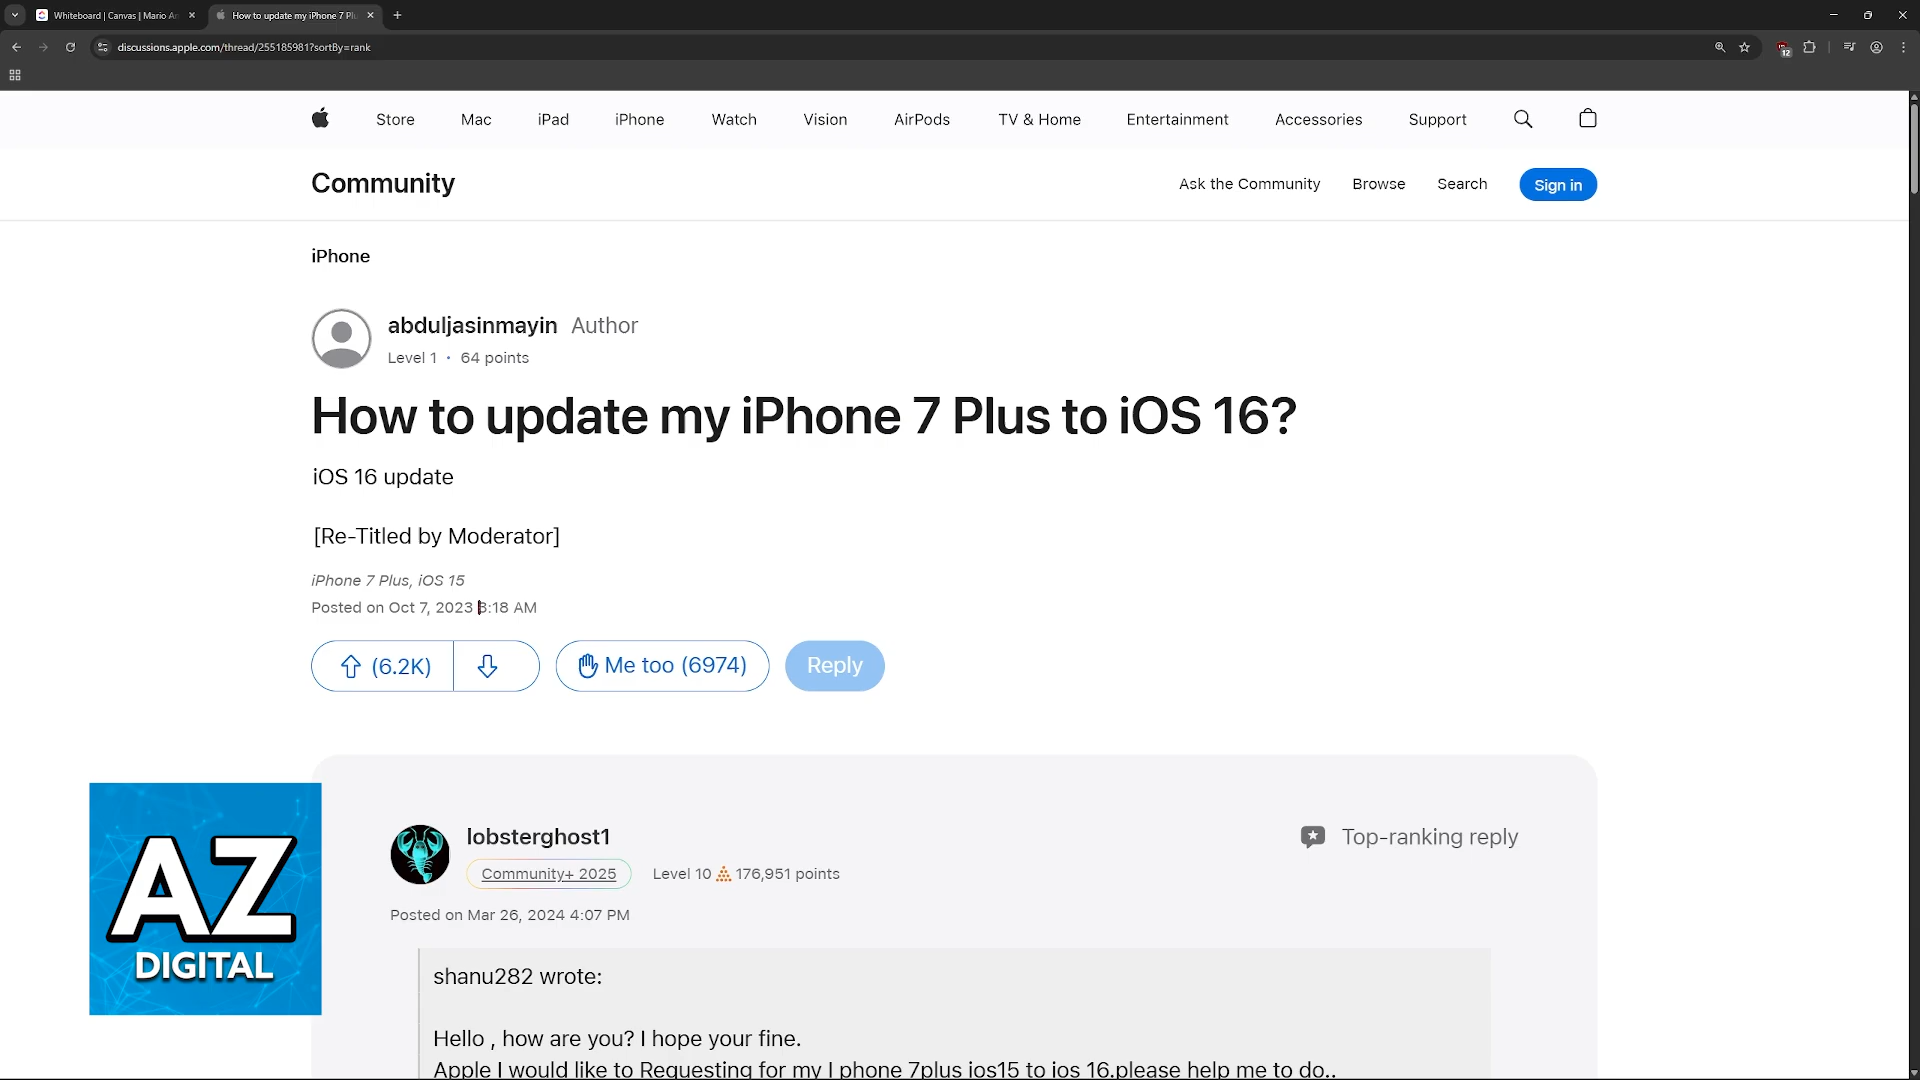 Whiteboard | Canvas | Mario An
How to update my iPhone 7 Plu
discussions.apple.com/thread/255185981?sortBy=rank
12
Store Mac iPad iPhone Watch Vision AirPods TV & Home Entertainment Accessories Support
Community
Ask the Community Browse Search Sign in
iPhone
abduljasinmayin Author
Level 1 • 64 points
How to update my iPhone 7 Plus to iOS 16?
iOS 16 update
[Re-Titled by Moderator]
iPhone 7 Plus, iOS 15
Posted on Oct 7, 2023 :18 AM
(6.2K) Me too (6974) Reply
lobsterghost1 Top-ranking reply
Community+ 2025 Level 10 176,951 points
Posted on Mar 26, 2024 4:07 PM
shanu282 wrote:
Hello , how are you? I hope your fine.
Apple I would like to Requesting for my I phone 7plus ios15 to ios 16.please help me to do..
AZ
DIGITAL